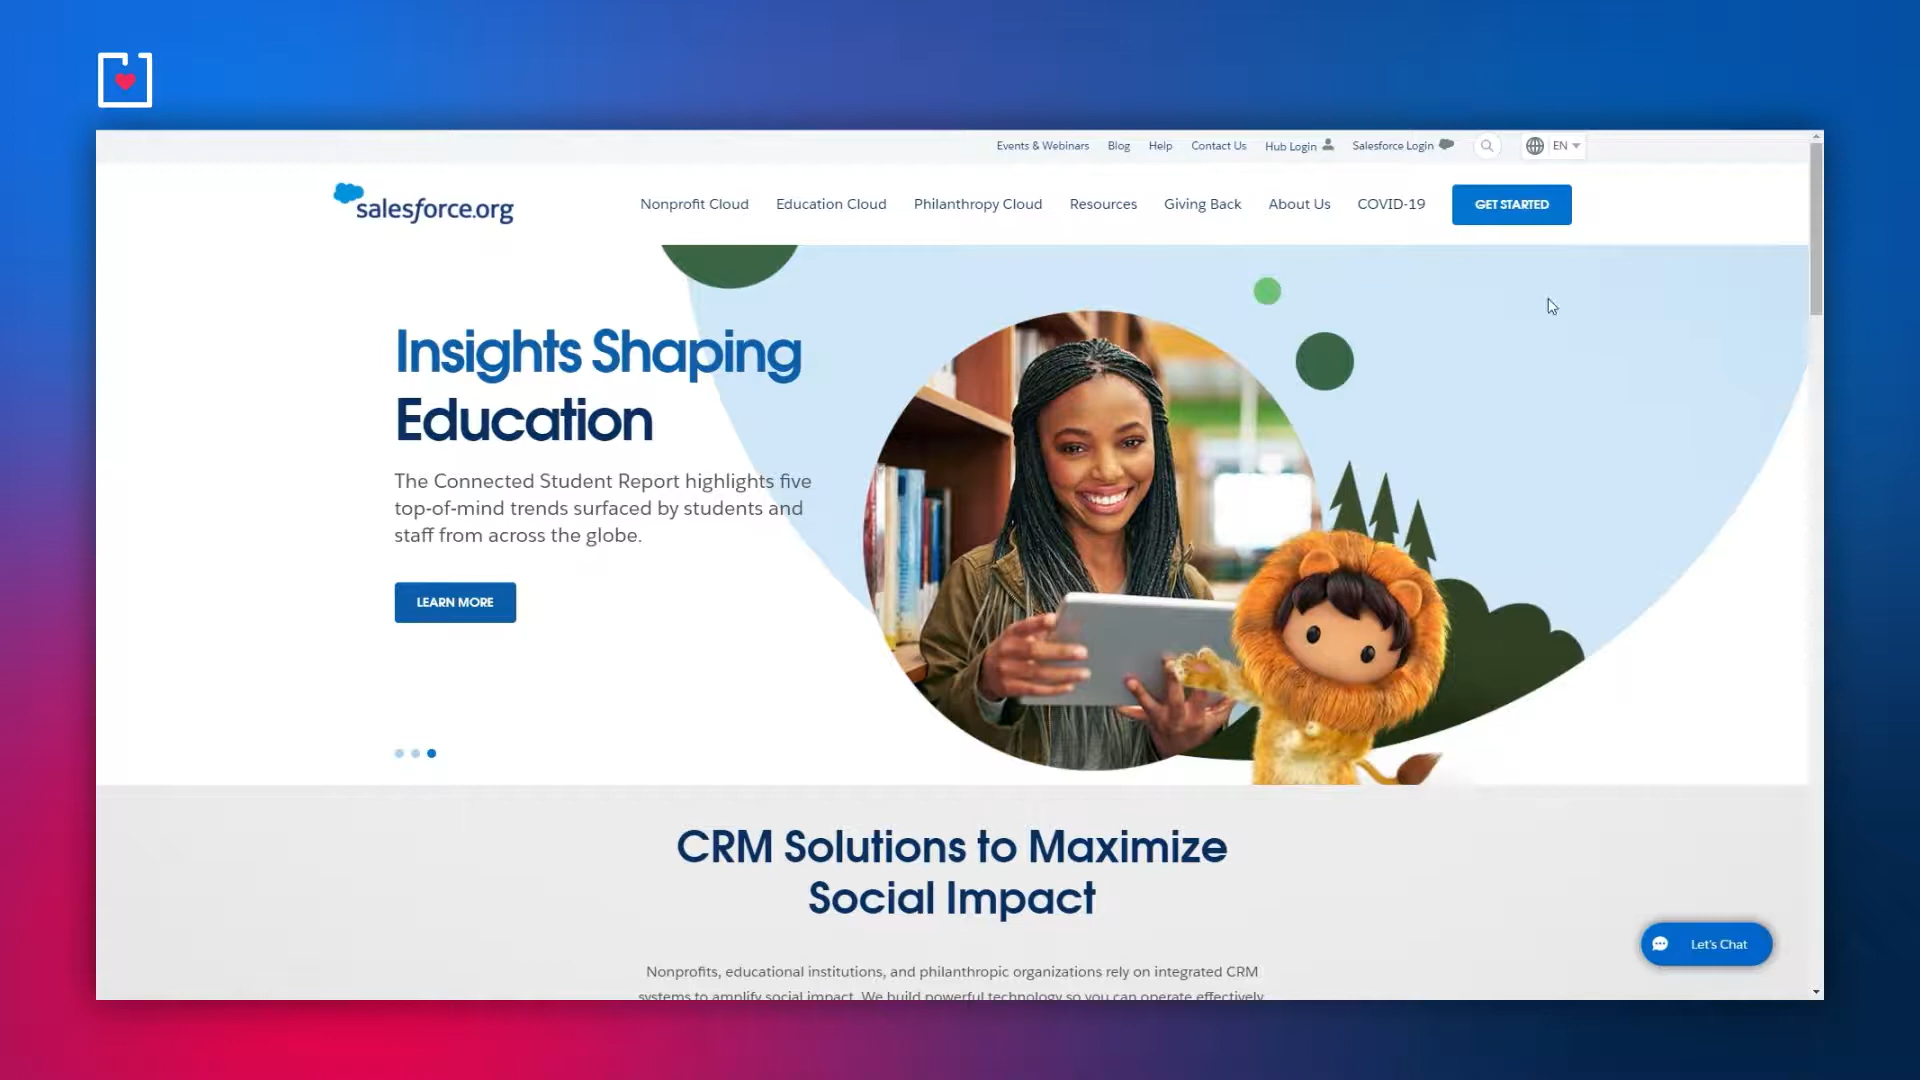 Events & Webinars Blog Help Contact Us Hub Login Salesforce Login EN
salesforce.org
Nonprofit Cloud Education Cloud Philanthropy Cloud Resources Giving Back About Us COVID-19 GET STARTED
Insights Shaping
Education
The Connected Student Report highlights five
top-of-mind trends surfaced by students and
staff from across the globe.
LEARN MORE
CRM Solutions to Maximize
Social Impact
Let's Chat
Nonprofits, educational institutions, and philanthropic organizations rely on integrated CRM
systems to amplify social impact. We build powerful technology so you can operate effectively